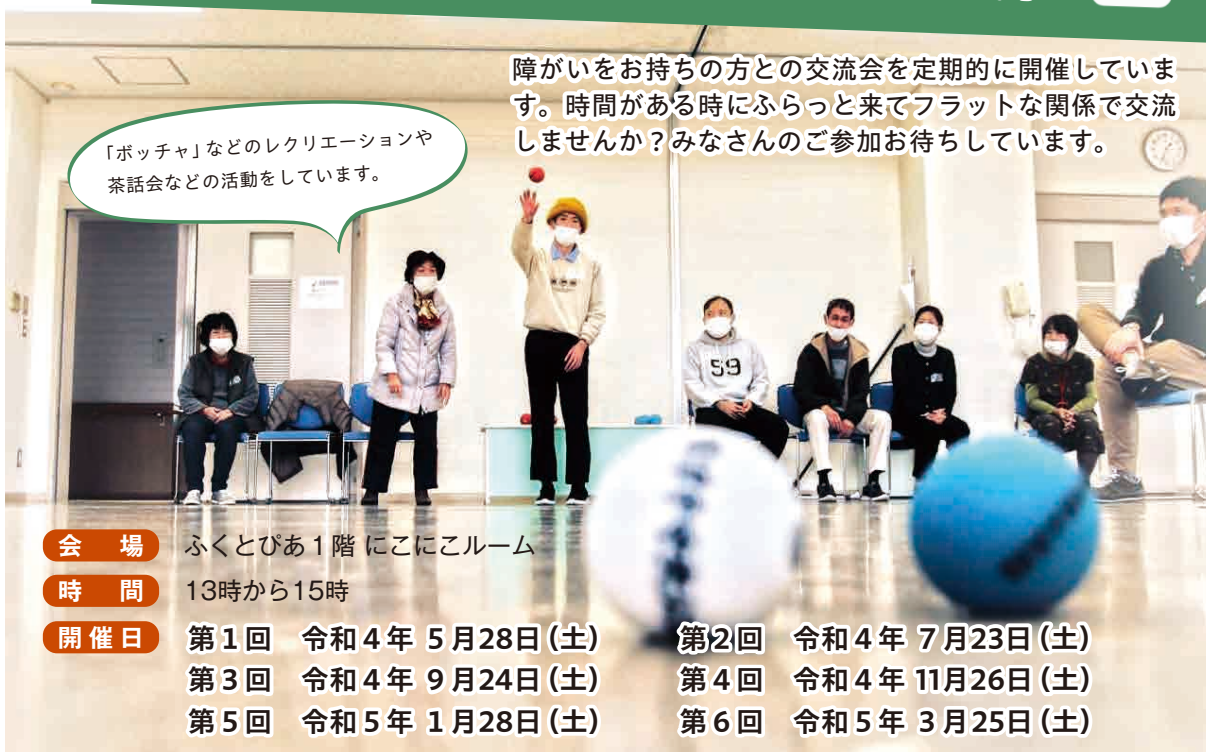 障がいをお持ちの方との交流会を定期的に開催していま
す。時間がある時にふらっと来てフラットな関係で交流
しませんか？みなさんのご参加お待ちしています。
「ボッチャ」などのレクリエーションや
茶話会などの活動をしています。
59
会場 ふくとぴあ１階 にこにこルーム
時間 13時から15時
開催日 第１回 令和４年 ５月28日（土） 第２回 令和４年 ７月23日（土）
第３回 令和４年 ９月24日（土） 第４回 令和４年 11月26日（土）
第５回 令和５年 １月28日（土） 第６回 令和５年 ３月25日（土）